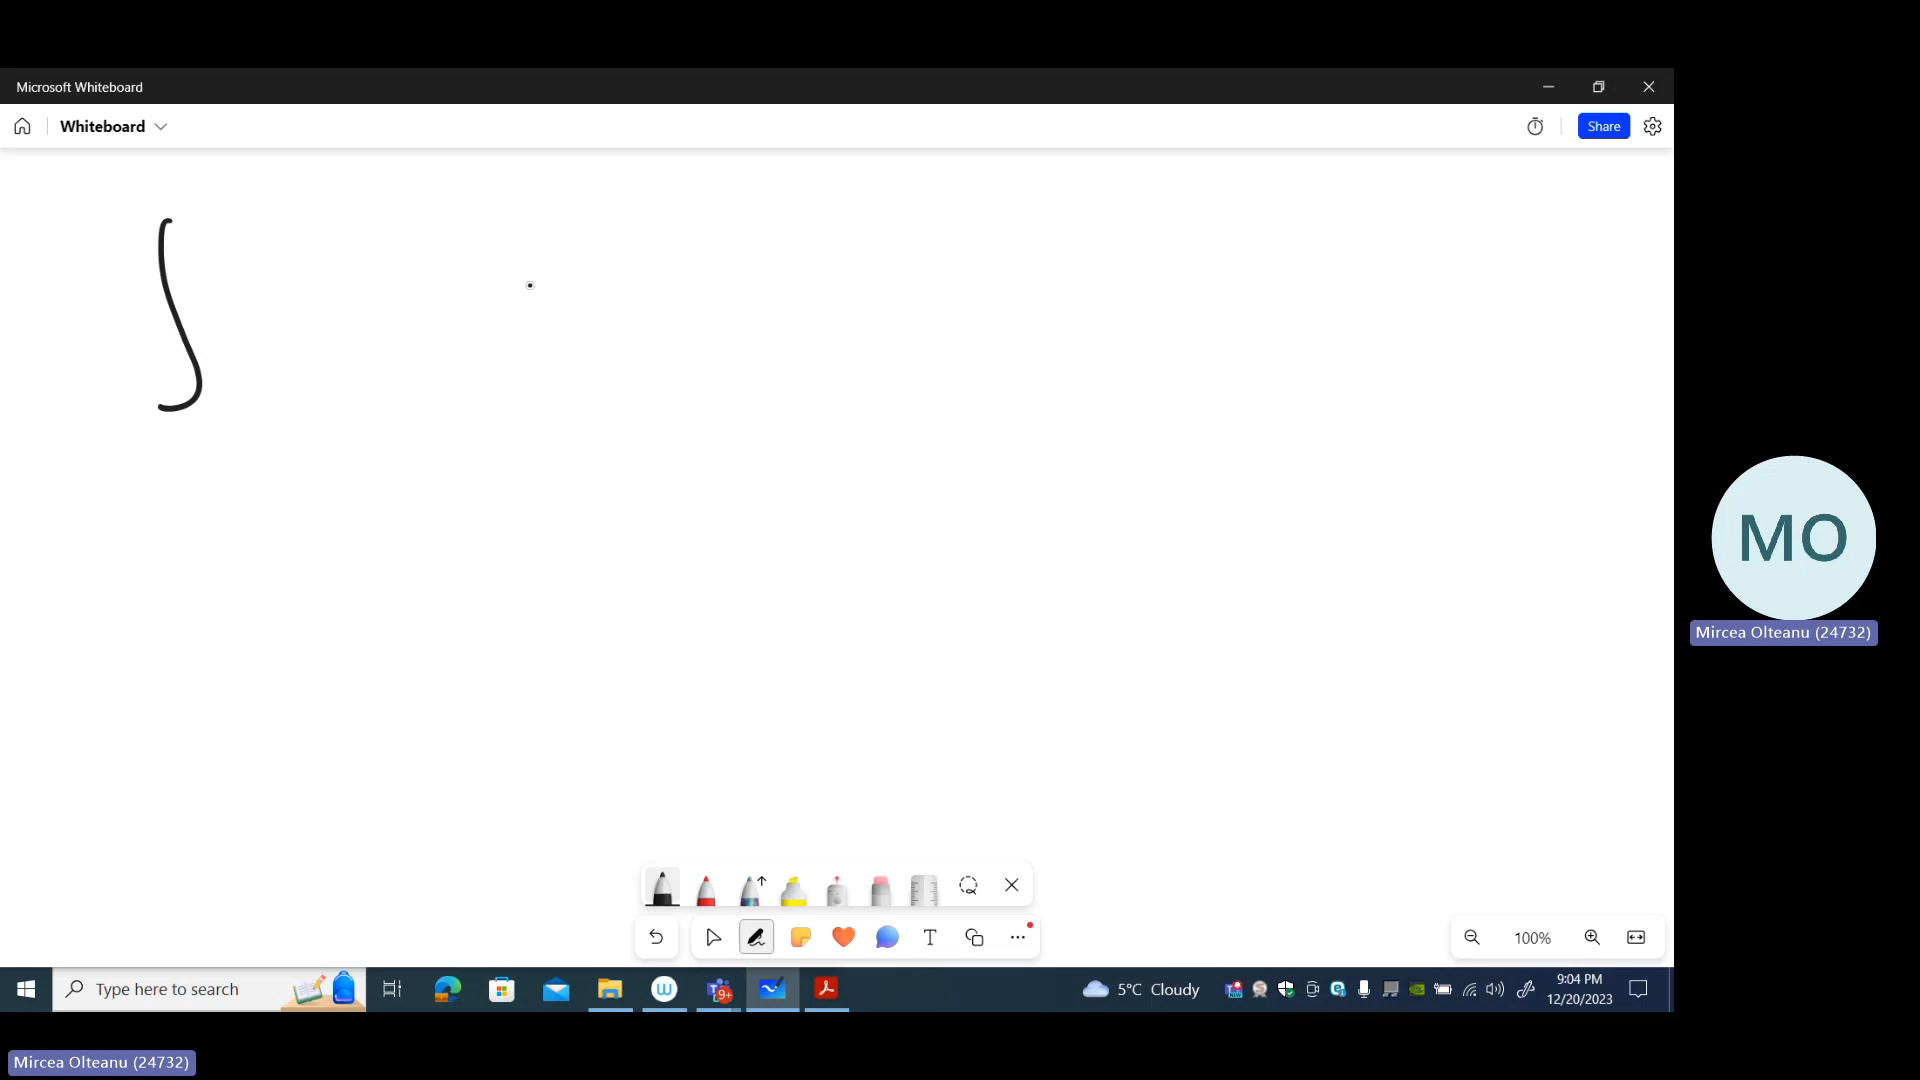 Microsoft Whiteboard
Whiteboard
Share
MO
Mircea Olteanu (24732)
T
100%
Type here to search
9+
5°C Cloudy
9:04 PM
12/20/2023
Mircea Olteanu (24732)